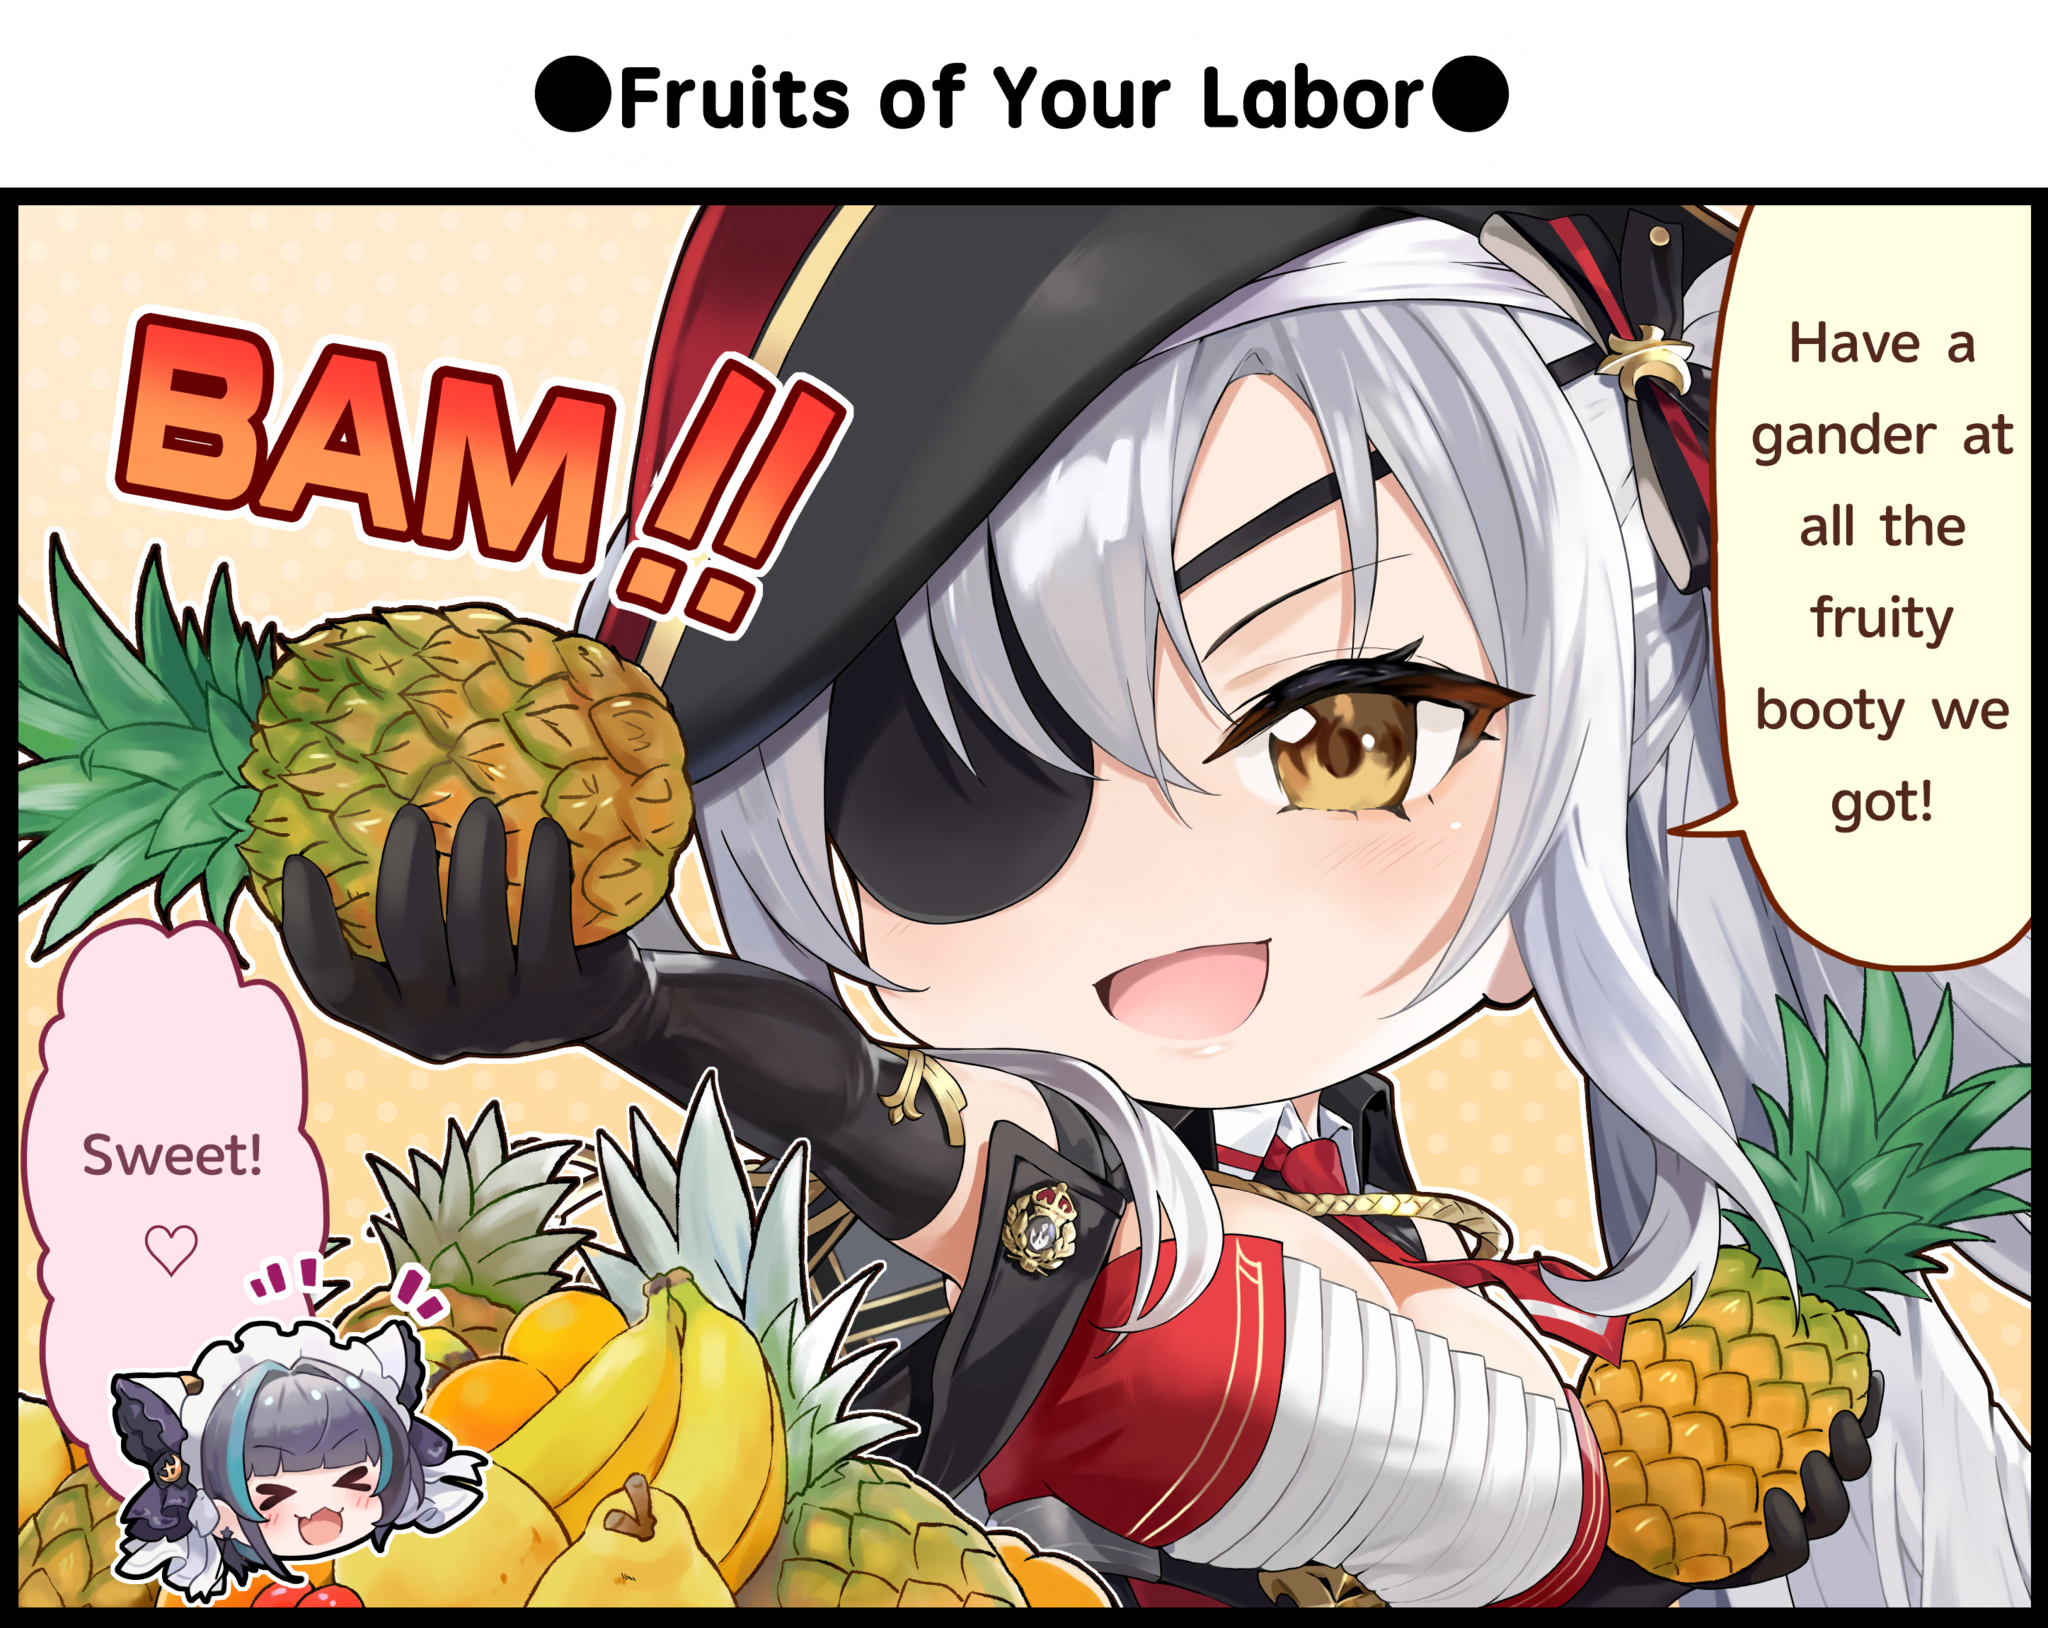 ●Fruits of Your Labor●
BAM!!
Have a
gander at
all the
fruity
booty we
got!
Sweet!
♡